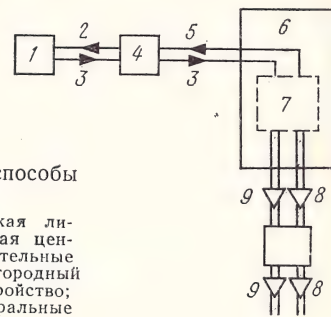 2
5
6
1
4
3
3
7
способы
9
8
кая ли-
ая цен-
тельные
городный
ройство;
ральные
9
8